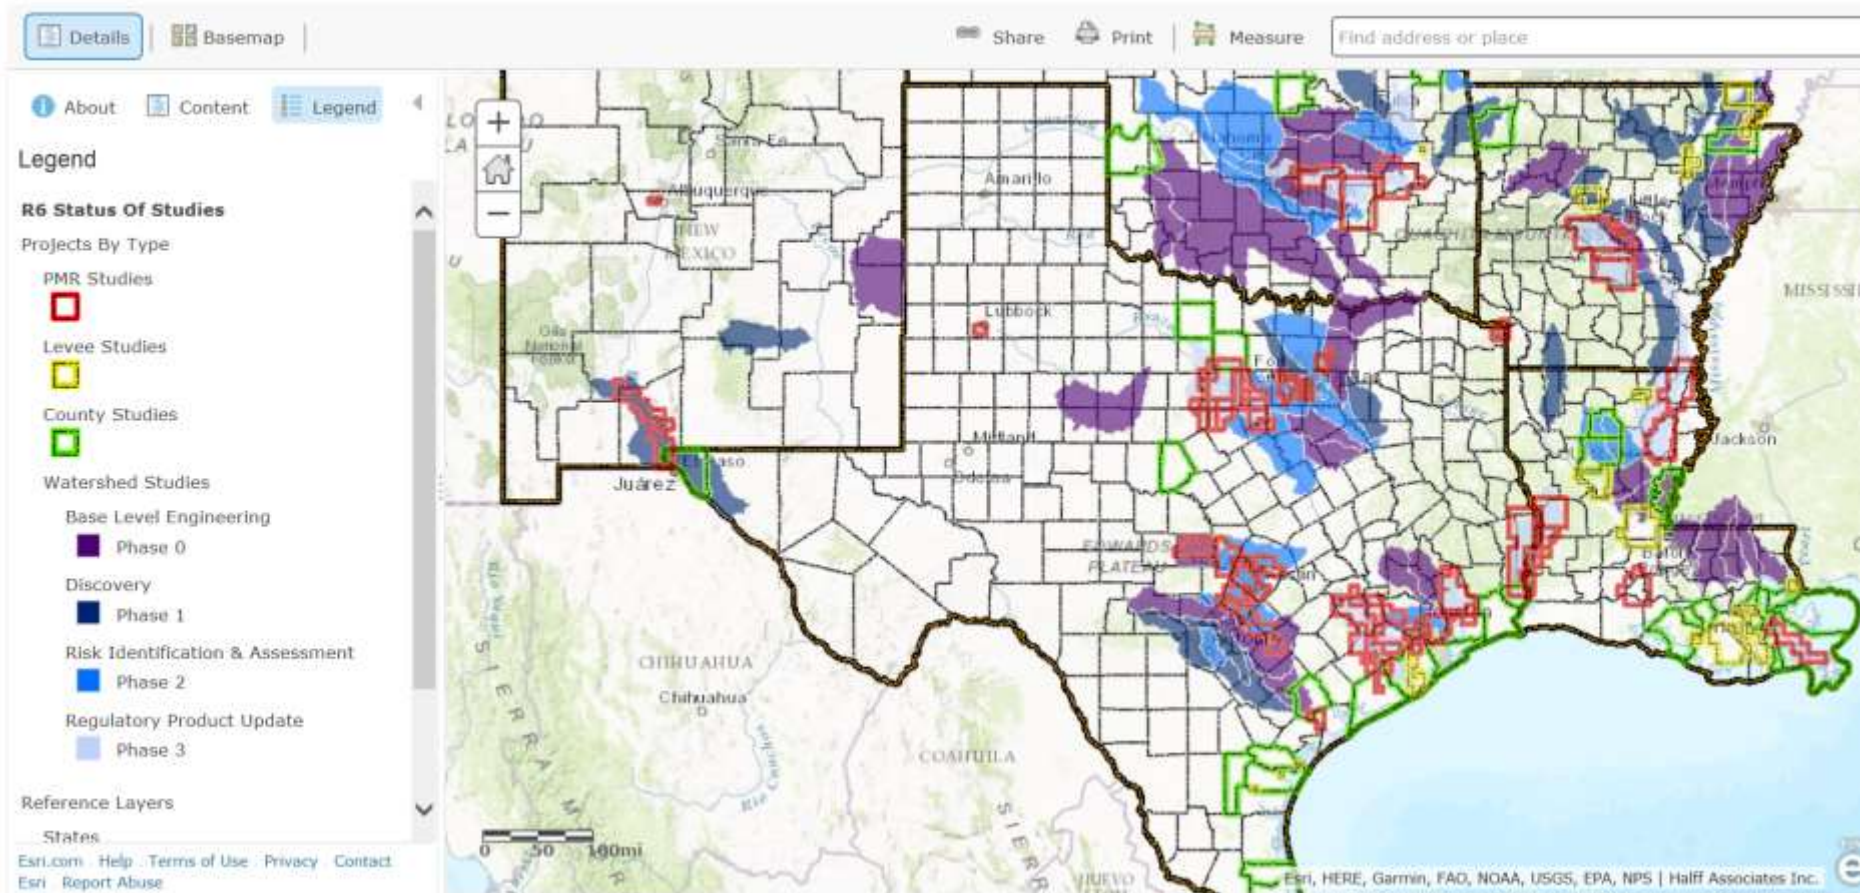 Details
Basemap
Share
Print
Measure
Find address or place
About
Content
Legend
Legend
R6 Status Of Studies
Projects By Type
PMR Studies
Levee Studies
County Studies
Watershed Studies
Base Level Engineering
Phase 0
Discovery
Phase 1
Risk Identification & Assessment
Phase 2
Regulatory Product Update
Phase 3
Reference Layers
States
Esri.com Help Terms of Use Privacy Contact
Esri Report Abuse
+
−
Albuquerque
NEW
MEXICO
Amarillo
Lubbock
Gila
National
Midland
Odessa
Juárez
EDWARDS
PLATEAU
CHIHUAHUA
Chihuahua
COAHUILA
SIERRA
Jackson
0 50 100mi
Esri, HERE, Garmin, FAO, NOAA, USGS, EPA, NPS | Halff Associates Inc.